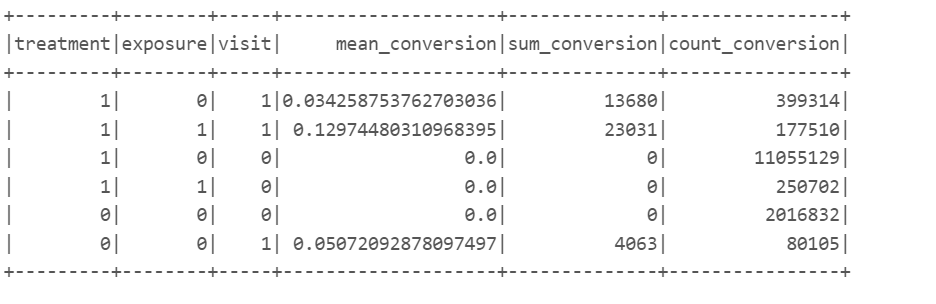 +---------+--------+-----+--------------------+--------------+----------------+
|treatment|exposure|visit|     mean_conversion|sum_conversion|count_conversion|
+---------+--------+-----+--------------------+--------------+----------------+
|        1|       0|    1|0.034258753762703036|         13680|          399314|
|        1|       1|    1| 0.12974480310968395|         23031|          177510|
|        1|       0|    0|                 0.0|             0|        11055129|
|        1|       1|    0|                 0.0|             0|          250702|
|        0|       0|    0|                 0.0|             0|         2016832|
|        0|       0|    1| 0.05072092878097497|          4063|           80105|
+---------+--------+-----+--------------------+--------------+----------------+